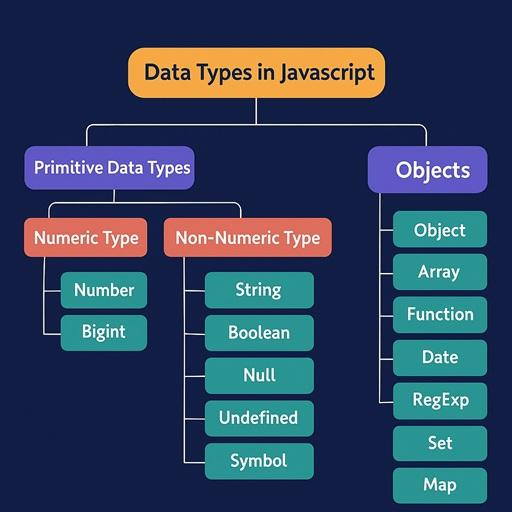 Data Types in Javascript
Primitive Data Types
Numeric Type
Number
Bigint
Non-Numeric Type
String
Boolean
Null
Undefined
Symbol
Objects
Object
Array
Function
Date
RegExp
Set
Map